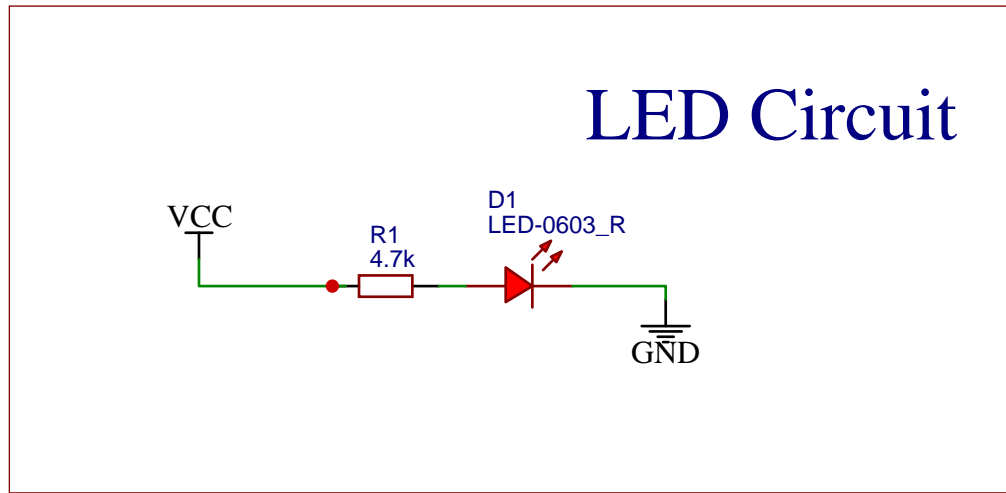 LED Circuit
VCC
R1
4.7k
D1
LED-0603_R
GND